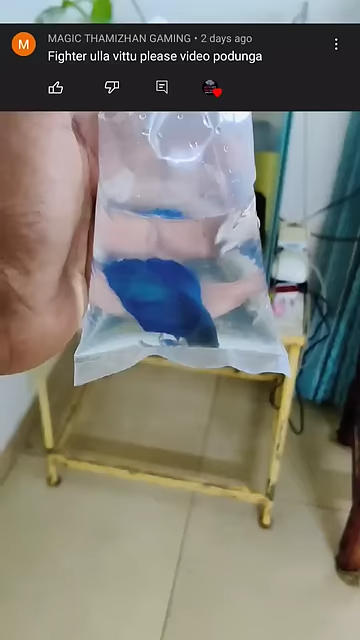 M
MAGIC THAMIZHAN GAMING • 2 days ago
Fighter ulla vittu please video podunga